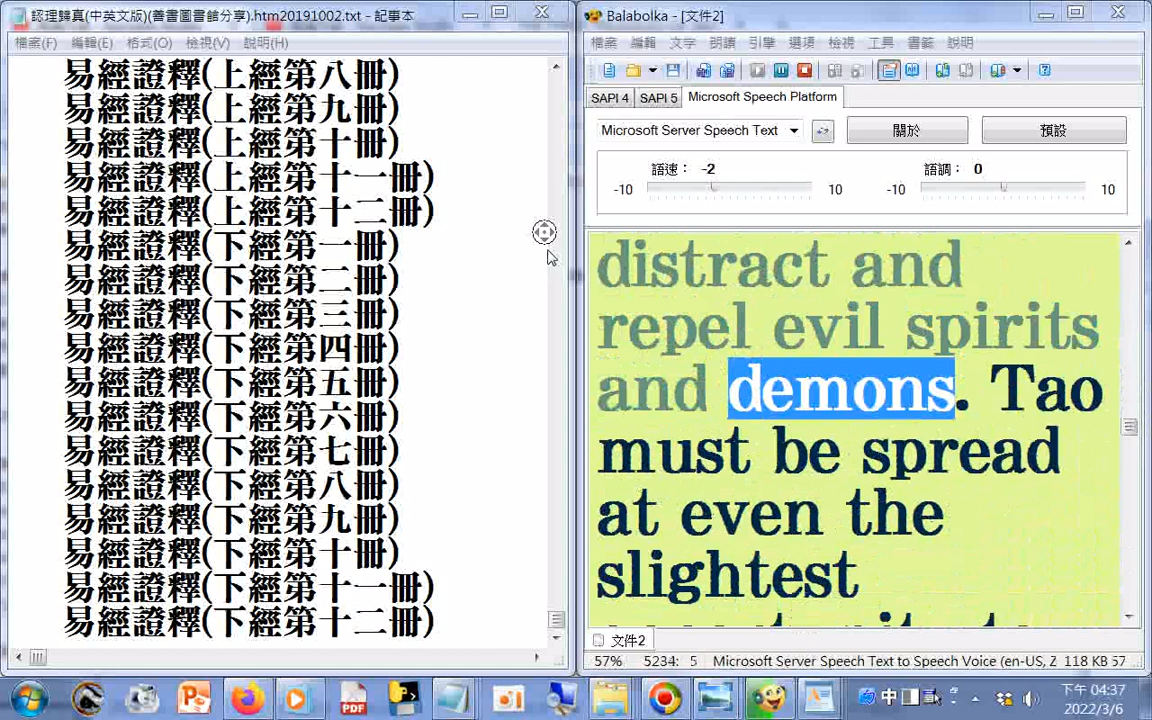 認理歸真(中英文版)(善書圖書館分享).htm20191002.txt - 記事本
檔案(F) 編輯(E) 格式(O) 檢視(V) 說明(H)
易經證釋(上經第八冊)
易經證釋(上經第九冊)
易經證釋(上經第十冊)
易經證釋(上經第十一冊)
易經證釋(上經第十二冊)
易經證釋(下經第一冊)
易經證釋(下經第二冊)
易經證釋(下經第三冊)
易經證釋(下經第四冊)
易經證釋(下經第五冊)
易經證釋(下經第六冊)
易經證釋(下經第七冊)
易經證釋(下經第八冊)
易經證釋(下經第九冊)
易經證釋(下經第十冊)
易經證釋(下經第十一冊)
易經證釋(下經第十二冊)
Balabolka - [文件2]
檔案 編輯 文字 朗讀 引擎 選項 檢視 工具 書籤 說明
SAPI 4 SAPI 5 Microsoft Speech Platform
Microsoft Server Speech Text 關於 預設
語速： -2 語調： 0
-10 10 -10 10
distract and
repel evil spirits
and demons. Tao
must be spread
at even the
slightest
文件2
57% 5234: 5 Microsoft Server Speech Text to Speech Voice (en-US, Z 118 KB 57
PDF 中 下午 04:37
2022/3/6